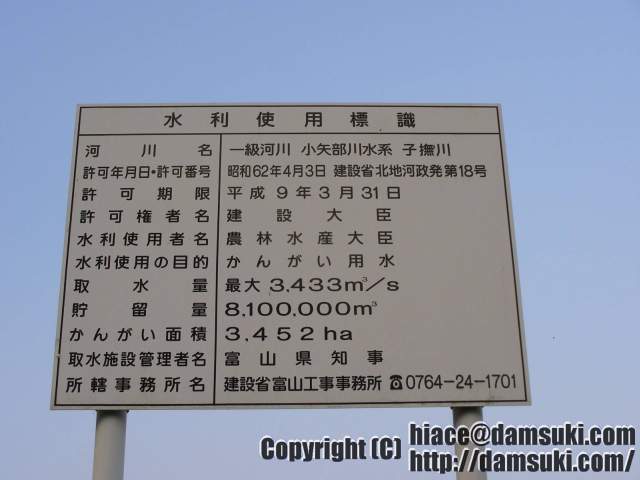 水利使用標識
河川名 一級河川 小矢部川水系 子撫川
許可年月日・許可番号 昭和62年4月3日 建設省北地河政発第18号
許可期限 平成9年3月31日
許可権者名 建設大臣
水利使用者名 農林水産大臣
水利使用の目的 かんがい用水
取水量 最大3.433m³/s
貯留量 8,100,000m³
かんがい面積 3,452ha
取水施設管理者名 富山県知事
所轄事務所名 建設省富山工事事務所 ☎0764-24-1701
Copyright (C) hiace@damsuki.com
http://damsuki.com/